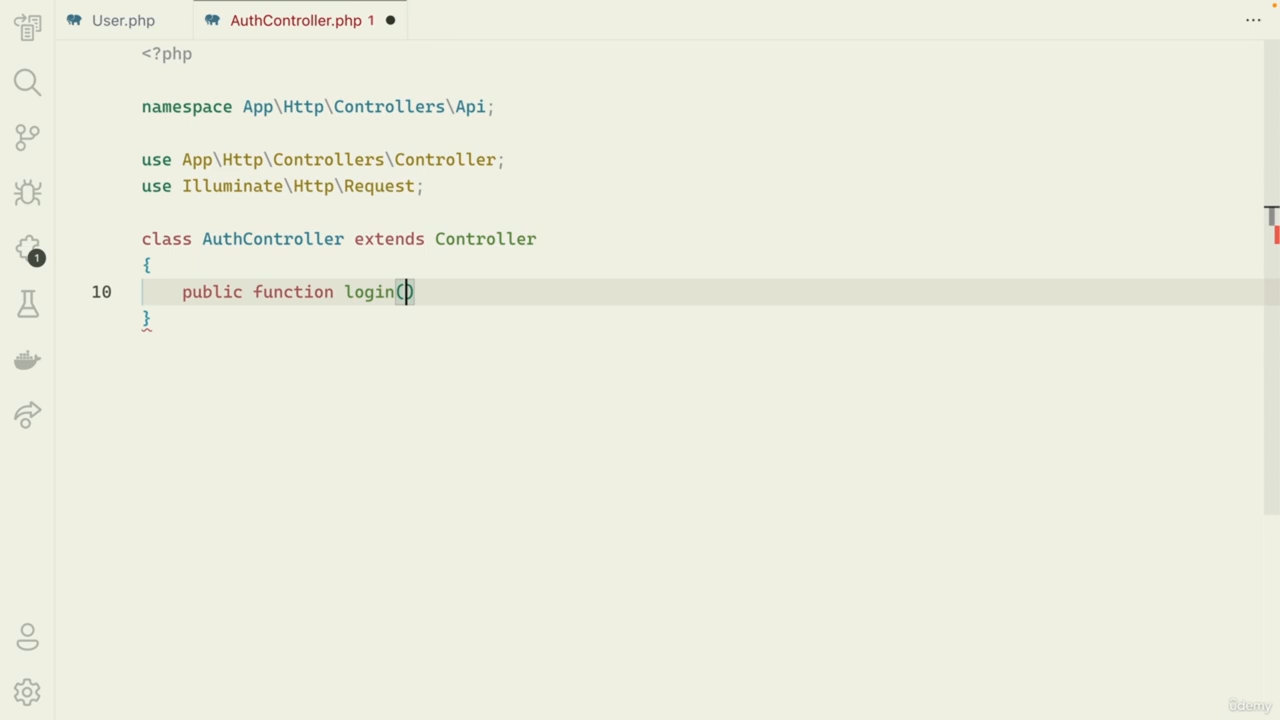 User.php
AuthController.php 1
<?php
namespace App\Http\Controllers\Api;
use App\Http\Controllers\Controller;
use Illuminate\Http\Request;
class AuthController extends Controller
{
10 public function login()
}
1
ûdemy